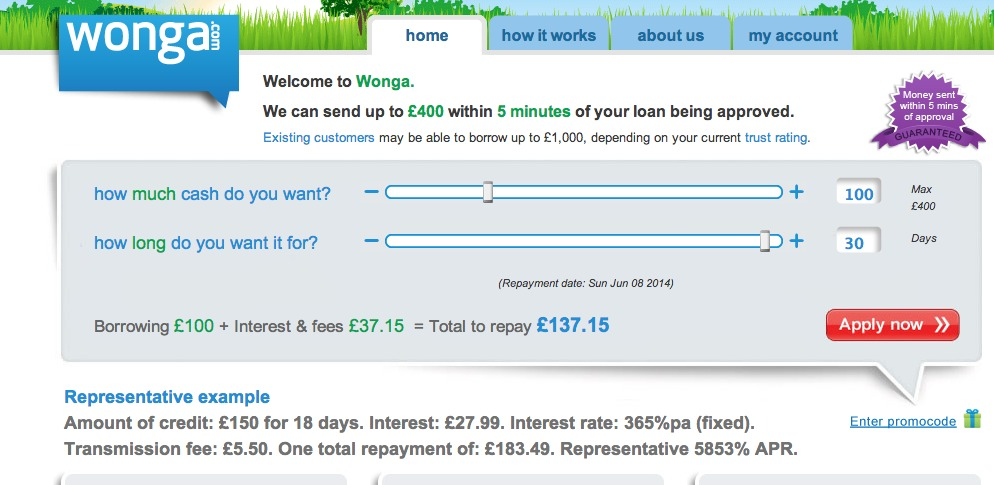 wonga.com
home how it works about us my account
Welcome to Wonga.
We can send up to £400 within 5 minutes of your loan being approved.
Existing customers may be able to borrow up to £1,000, depending on your current trust rating.
Money sent
within 5 mins
of approval
GUARANTEED
how much cash do you want? − + 100 Max
£400
how long do you want it for? − + 30 Days
(Repayment date: Sun Jun 08 2014)
Borrowing £100 + Interest & fees £37.15 = Total to repay £137.15
Apply now »
Representative example
Amount of credit: £150 for 18 days. Interest: £27.99. Interest rate: 365%pa (fixed).
Transmission fee: £5.50. One total repayment of: £183.49. Representative 5853% APR.
Enter promocode